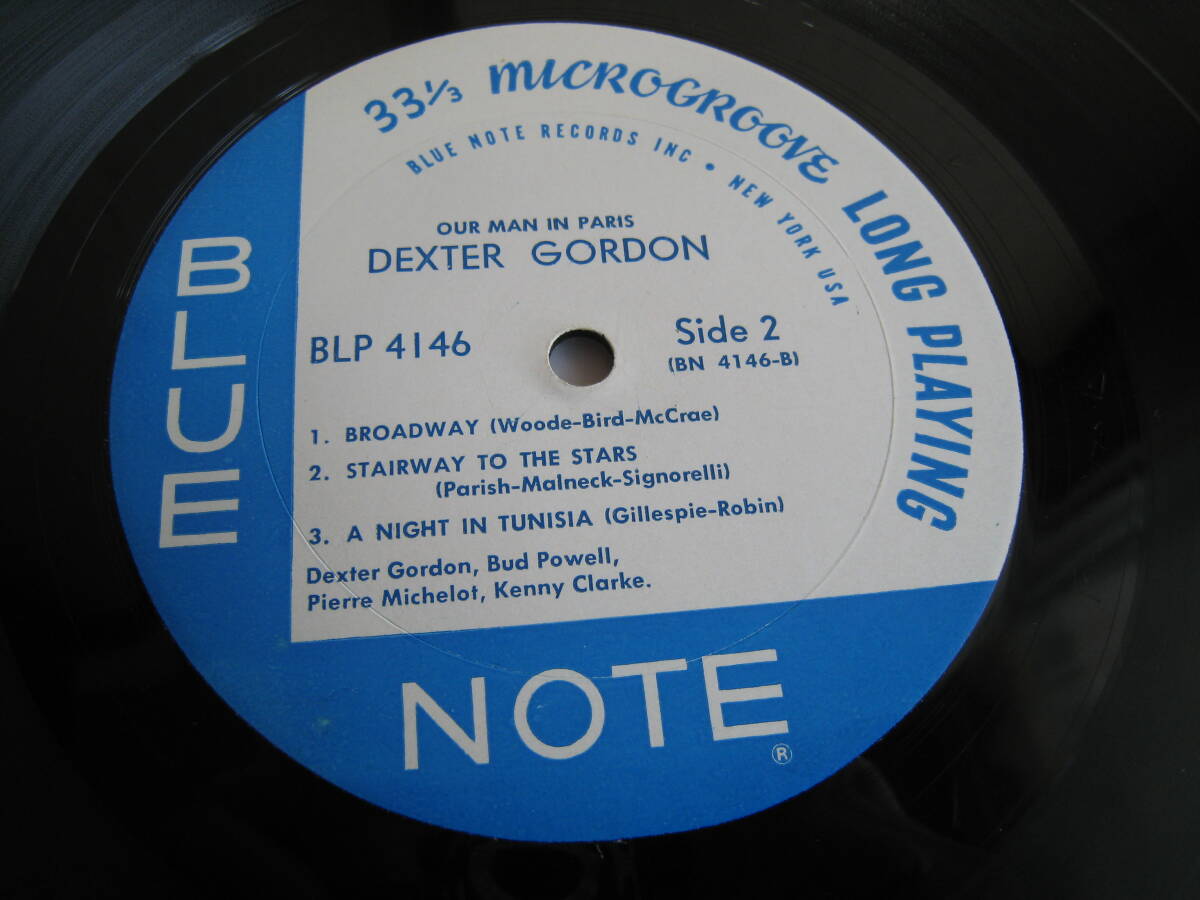 33⅓ MICROGROOVE LONG PLAYING
BLUE NOTE RECORDS INC • NEW YORK USA
OUR MAN IN PARIS
DEXTER GORDON
BLP 4146
Side 2
(BN 4146-B)
1. BROADWAY (Woode-Bird-McCrae)
2. STAIRWAY TO THE STARS
(Parish-Malneck-Signorelli)
3. A NIGHT IN TUNISIA (Gillespie-Robin)
Dexter Gordon, Bud Powell,
Pierre Michelot, Kenny Clarke.
BLUE
NOTE ®